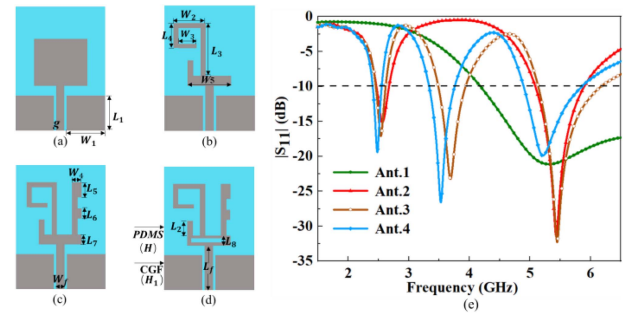 g
W1
L1
(a)
W2
L4
W3
L3
W5
(b)
W4
L5
L6
L7
Wf
(c)
PDMS
(H)
CGF
(H1)
L2
L8
Lf
(d)
|S11| (dB)
0
-5
-10
-15
-20
-25
-30
-35
Ant.1
Ant.2
Ant.3
Ant.4
2 3 4 5 6
Frequency (GHz)
(e)